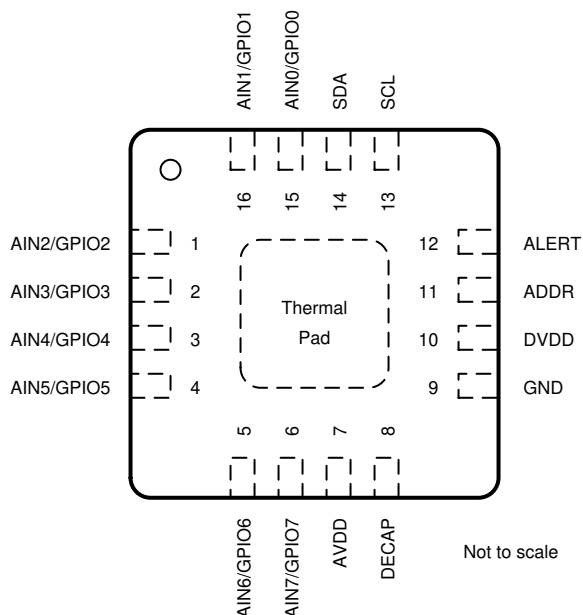 AIN1/GPIO1
AIN0/GPIO0
SDA
SCL
16
15
14
13
AIN2/GPIO2
1
12
ALERT
AIN3/GPIO3
2
11
ADDR
AIN4/GPIO4
3
10
DVDD
AIN5/GPIO5
4
9
GND
Thermal
Pad
5
6
7
8
AIN6/GPIO6
AIN7/GPIO7
AVDD
DECAP
Not to scale